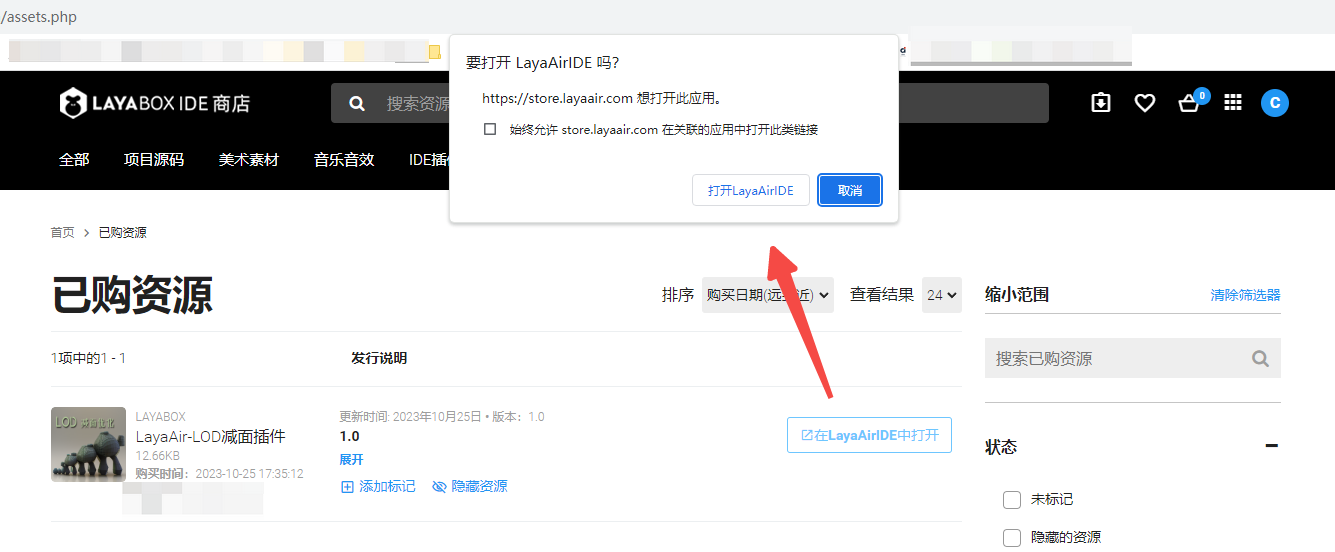 /assets.php
要打开 LayaAirIDE 吗?
https://store.layaair.com 想打开此应用。
始终允许 store.layaair.com 在关联的应用中打开此类链接
打开LayaAirIDE
取消
LAYABOX IDE 商店
搜索资源
0
C
全部
项目源码
美术素材
音乐音效
IDE插
首页 > 已购资源
已购资源
排序
购买日期(远至近)
查看结果
24
缩小范围
清除筛选器
1项中的1 - 1
发行说明
搜索已购资源
LOD 减面优化
LAYABOX
LayaAir-LOD减面插件
12.66KB
购买时间：2023-10-25 17:35:12
更新时间: 2023年10月25日 • 版本：1.0
1.0
展开
添加标记
隐藏资源
在LayaAirIDE中打开
状态
未标记
隐藏的资源